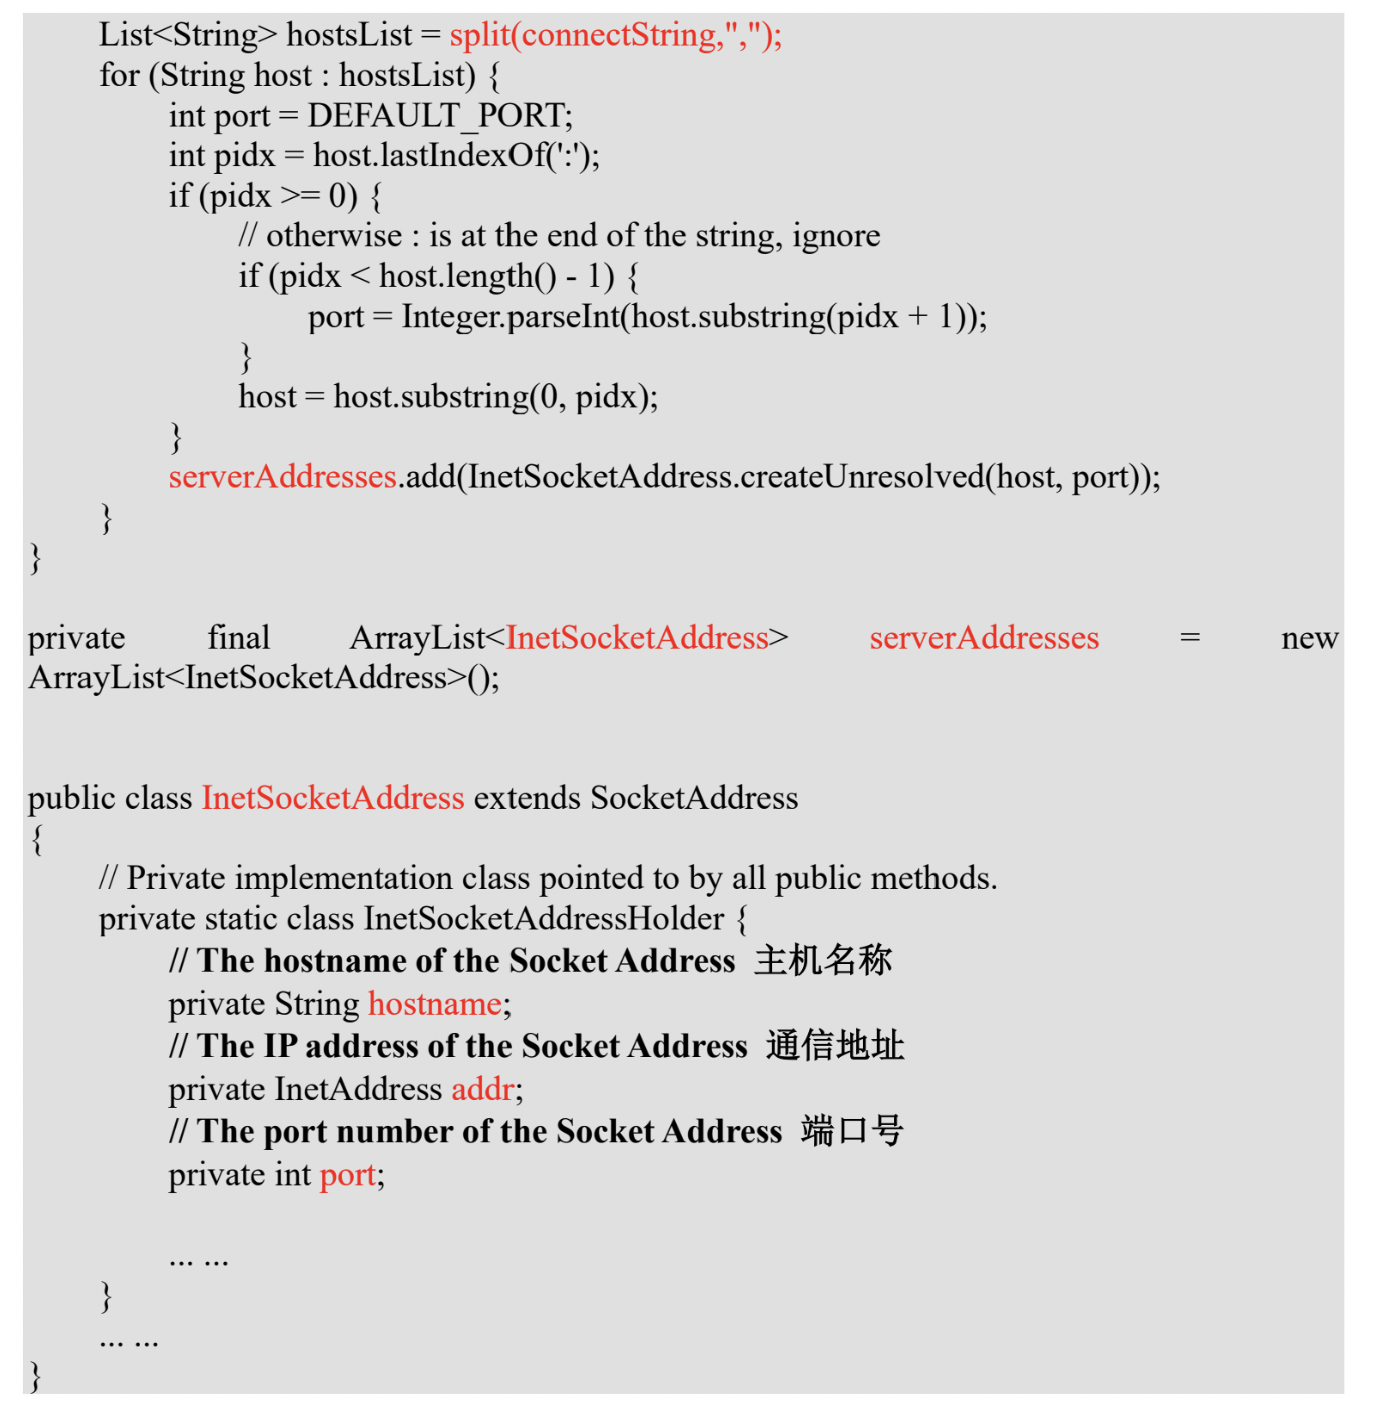 List<String> hostsList = split(connectString,",");
for (String host : hostsList) {
int port = DEFAULT_PORT;
int pidx = host.lastIndexOf(':');
if (pidx >= 0) {
// otherwise : is at the end of the string, ignore
if (pidx < host.length() - 1) {
port = Integer.parseInt(host.substring(pidx + 1));
}
host = host.substring(0, pidx);
}
serverAddresses.add(InetSocketAddress.createUnresolved(host, port));
}
}
private final ArrayList<InetSocketAddress> serverAddresses = new
ArrayList<InetSocketAddress>();
public class InetSocketAddress extends SocketAddress
{
// Private implementation class pointed to by all public methods.
private static class InetSocketAddressHolder {
// The hostname of the Socket Address 主机名称
private String hostname;
// The IP address of the Socket Address 通信地址
private InetAddress addr;
// The port number of the Socket Address 端口号
private int port;
... ...
}
... ...
}